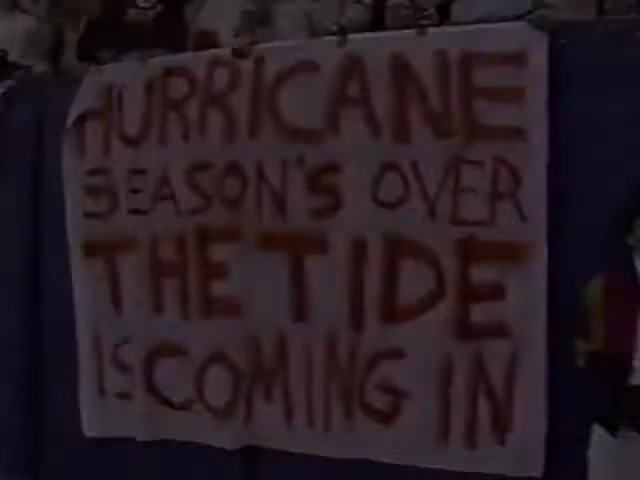 HURRICANE
SEASON'S OVER
THE TIDE
IS COMING IN